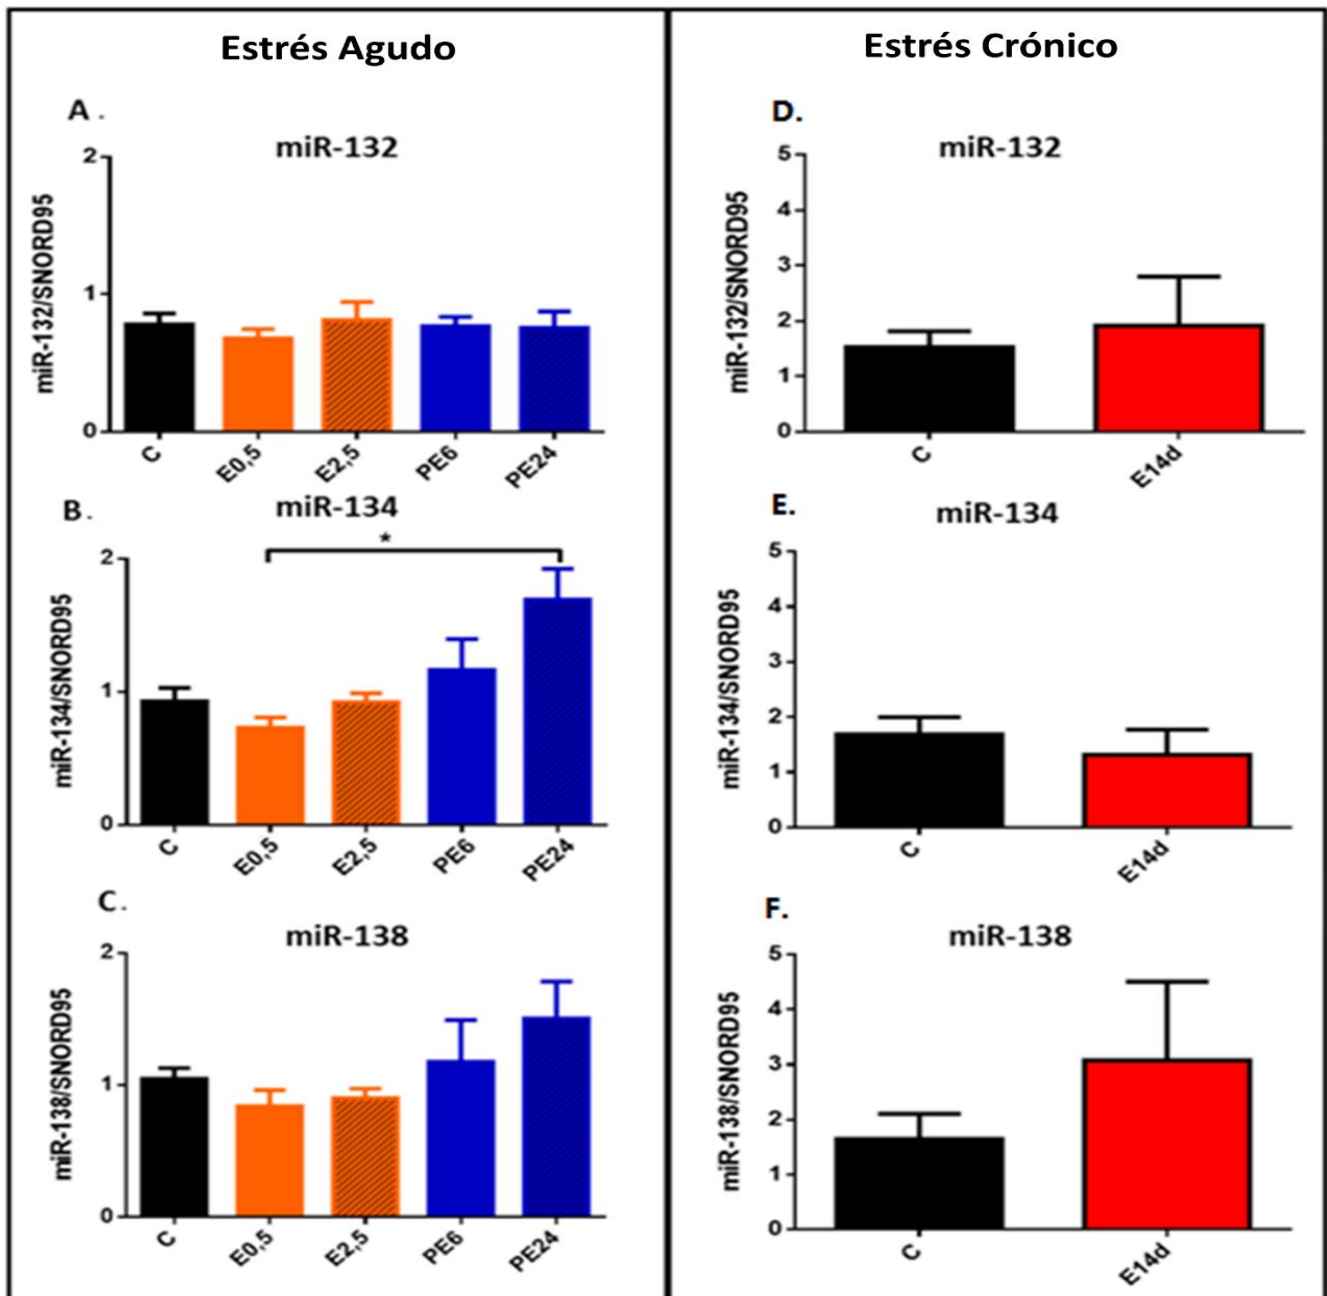 Estrés Agudo
A .
miR-132
miR-132/SNORD95
2
1
0
C
E0,5
E2,5
PE6
PE24
B .
miR-134
*
miR-134/SNORD95
2
1
0
C
E0,5
E2,5
PE6
PE24
C .
miR-138
miR-138/SNORD95
2
1
0
C
E0,5
E2,5
PE6
PE24
Estrés Crónico
D.
miR-132
miR-132/SNORD95
5
4
3
2
1
0
C
E14d
E.
miR-134
miR-134/SNORD95
5
4
3
2
1
0
C
E14d
F.
miR-138
miR-138/SNORD95
5
4
3
2
1
0
C
E14d